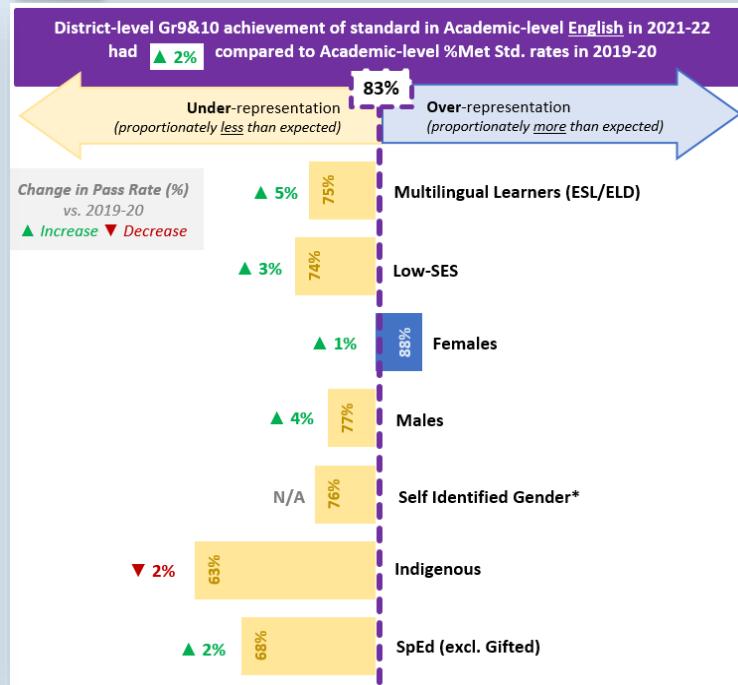 District-level Gr9&10 achievement of standard in Academic-level English in 2021-22
had ▲ 2% compared to Academic-level %Met Std. rates in 2019-20
83%
Under-representation
(proportionately less than expected)
Over-representation
(proportionately more than expected)
Change in Pass Rate (%)
vs. 2019-20
▲ Increase ▼ Decrease
▲ 5% 75% Multilingual Learners (ESL/ELD)
▲ 3% 74% Low-SES
▲ 1% 88% Females
▲ 4% 77% Males
N/A 76% Self Identified Gender*
▼ 2% 63% Indigenous
▲ 2% 68% SpEd (excl. Gifted)